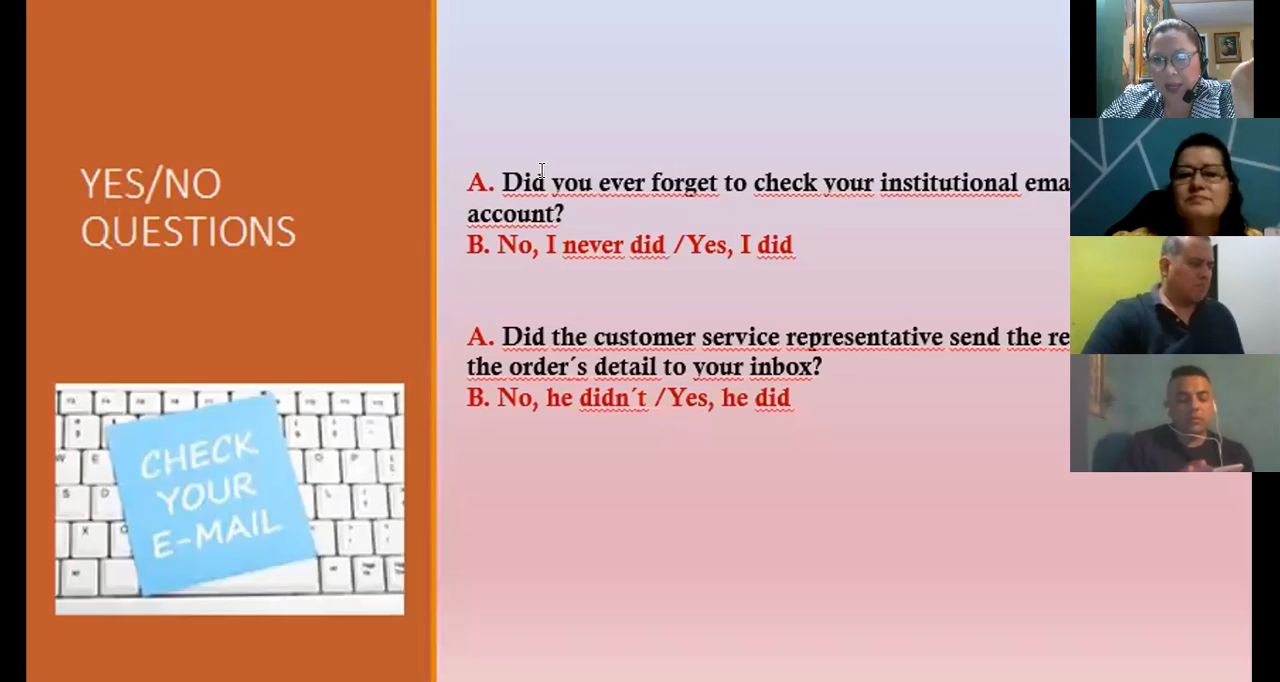 YES/NO
QUESTIONS
CHECK
YOUR
E-MAIL
A. Did you ever forget to check your institutional
account?
B. No, I never did /Yes, I did
A. Did the customer service representative send the
the order´s detail to your inbox?
B. No, he didn´t /Yes, he did